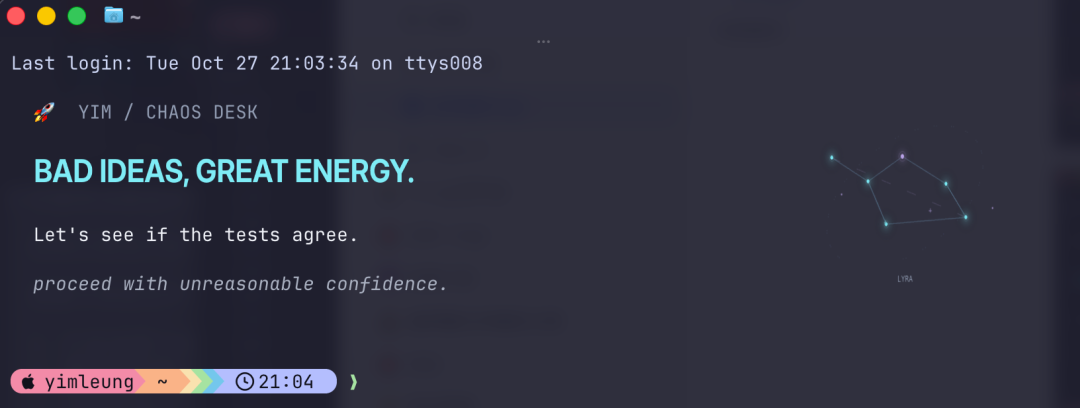 ~
...
Last login: Tue Oct 27 21:03:34 on ttys008
YIM / CHAOS DESK
BAD IDEAS, GREAT ENERGY.
Let's see if the tests agree.
proceed with unreasonable confidence.
LYRA
yimleung ~ 21:04 ❯